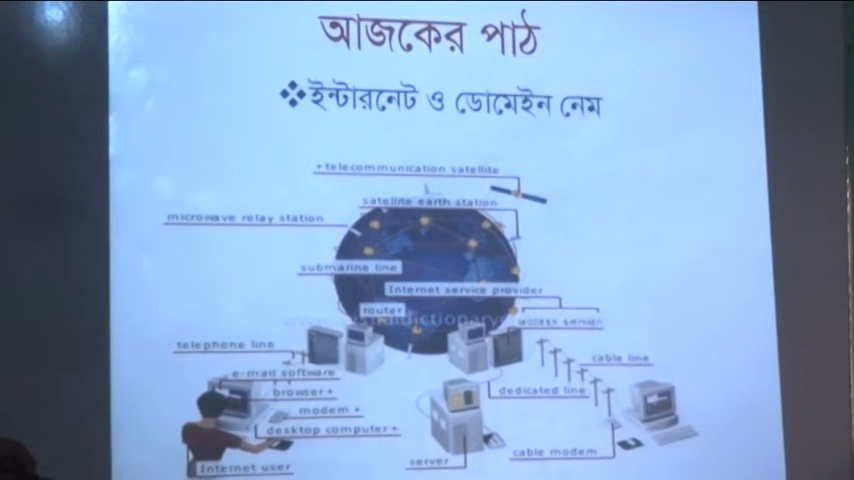 আজকের পাঠ
❖ইন্টারনেট ও ডোমেইন নেম
telecommunication satellite
satellite earth station
microwave relay station
submarine line
Internet service provider
router
access server
telephone line
cable line
e-mail software
browser
dedicated line
modem
desktop computer
cable modem
server
Internet user